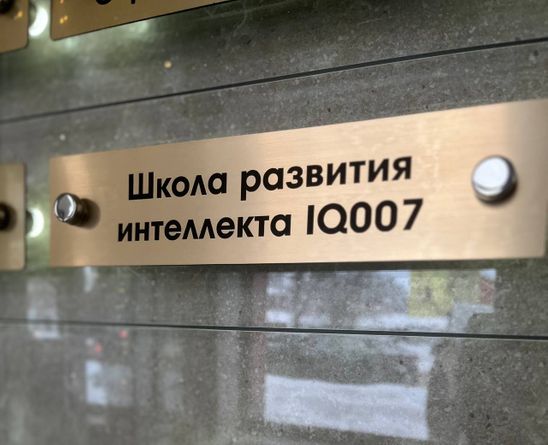 Школа развития
интеллекта IQ007